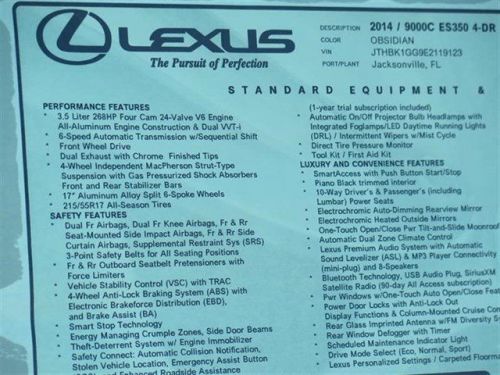 LEXUS
The Pursuit of Perfection
DESCRIPTION 2014 / 9000C ES350 4-DR
COLOR OBSIDIAN
VIN JTHBK1GG9E2119123
PORT/PLANT Jacksonville, FL
STANDARD EQUIPMENT &
PERFORMANCE FEATURES
* 3.5 Liter 268HP Four Cam 24-Valve V6 Engine
All-Aluminum Engine Construction & Dual VVT-i
* 6-Speed Automatic Transmission w/Sequential Shift
* Front Wheel Drive
* Dual Exhaust with Chrome Finished Tips
* 4-Wheel Independent MacPherson Strut-Type
Suspension with Gas Pressurized Shock Absorbers
Front and Rear Stabilizer Bars
* 17" Aluminum Alloy Split 6-Spoke Wheels
* 215/55R17 All-Season Tires
SAFETY FEATURES
* Dual Fr Airbags, Dual Fr Knee Airbags, Fr & Rr
Seat-Mounted Side Impact Airbags, Fr & Rr Side
Curtain Airbags, Supplemental Restraint Sys (SRS)
* 3-Point Safety Belts for All Seating Positions
* Fr & Rr Outboard Seatbelt Pretensioners with
Force Limiters
* Vehicle Stability Control (VSC) with TRAC
* 4-Wheel Anti-Lock Braking System (ABS) with
Electronic Brakeforce Distribution (EBD),
and Brake Assist (BA)
* Smart Stop Technology
* Energy Managing Crumple Zones, Side Door Beams
* Theft-Deterrent System w/ Engine Immobilizer
* Safety Connect: Automatic Collision Notification,
Stolen Vehicle Location, Emergency Assist Button
(SOS) and Enhanced Roadside Assistance
(1-year trial subscription included)
* Automatic On/Off Projector Bulb Headlamps with
Integrated Foglamps/LED Daytime Running Lights
(DRL) / Intermittent Wipers w/Mist Cycle
* Direct Tire Pressure Monitor
* Tool Kit / First Aid Kit
LUXURY AND CONVENIENCE FEATURES
* SmartAccess with Push Button Start/Stop
* Piano Black trimmed interior
* 10-Way Driver's & Passenger's (including
Lumbar) Power Seats
* Electrochromic Auto-Dimming Rearview Mirror
* Electrochromic Heated Outside Mirrors
* One-Touch Open/Close Pwr Tilt-and-Slide Moonroof
* Automatic Dual Zone Climate Control
* Lexus Premium Audio System with Automatic
Sound Levelizer (ASL) & MP3 Player Connectivity
(mini-plug) and 8-Speakers
* Bluetooth Technology, USB Audio Plug, SiriusXM
Satellite Radio (90-day All Access subscription)
* Pwr Windows w/One-Touch Auto Open/Close Feat
* Power Door Locks with Anti-Lock Out
* Display Functions & Column-Mounted Cruise Con
* Rear Glass Imprinted Antenna w/FM Diversity S
* Rear Window Defogger with Timer
* Scheduled Maintenance Indicator Light
* Drive Mode Select (Eco, Normal, Sport)
* Lexus Personalized Settings / Carpeted Floorma